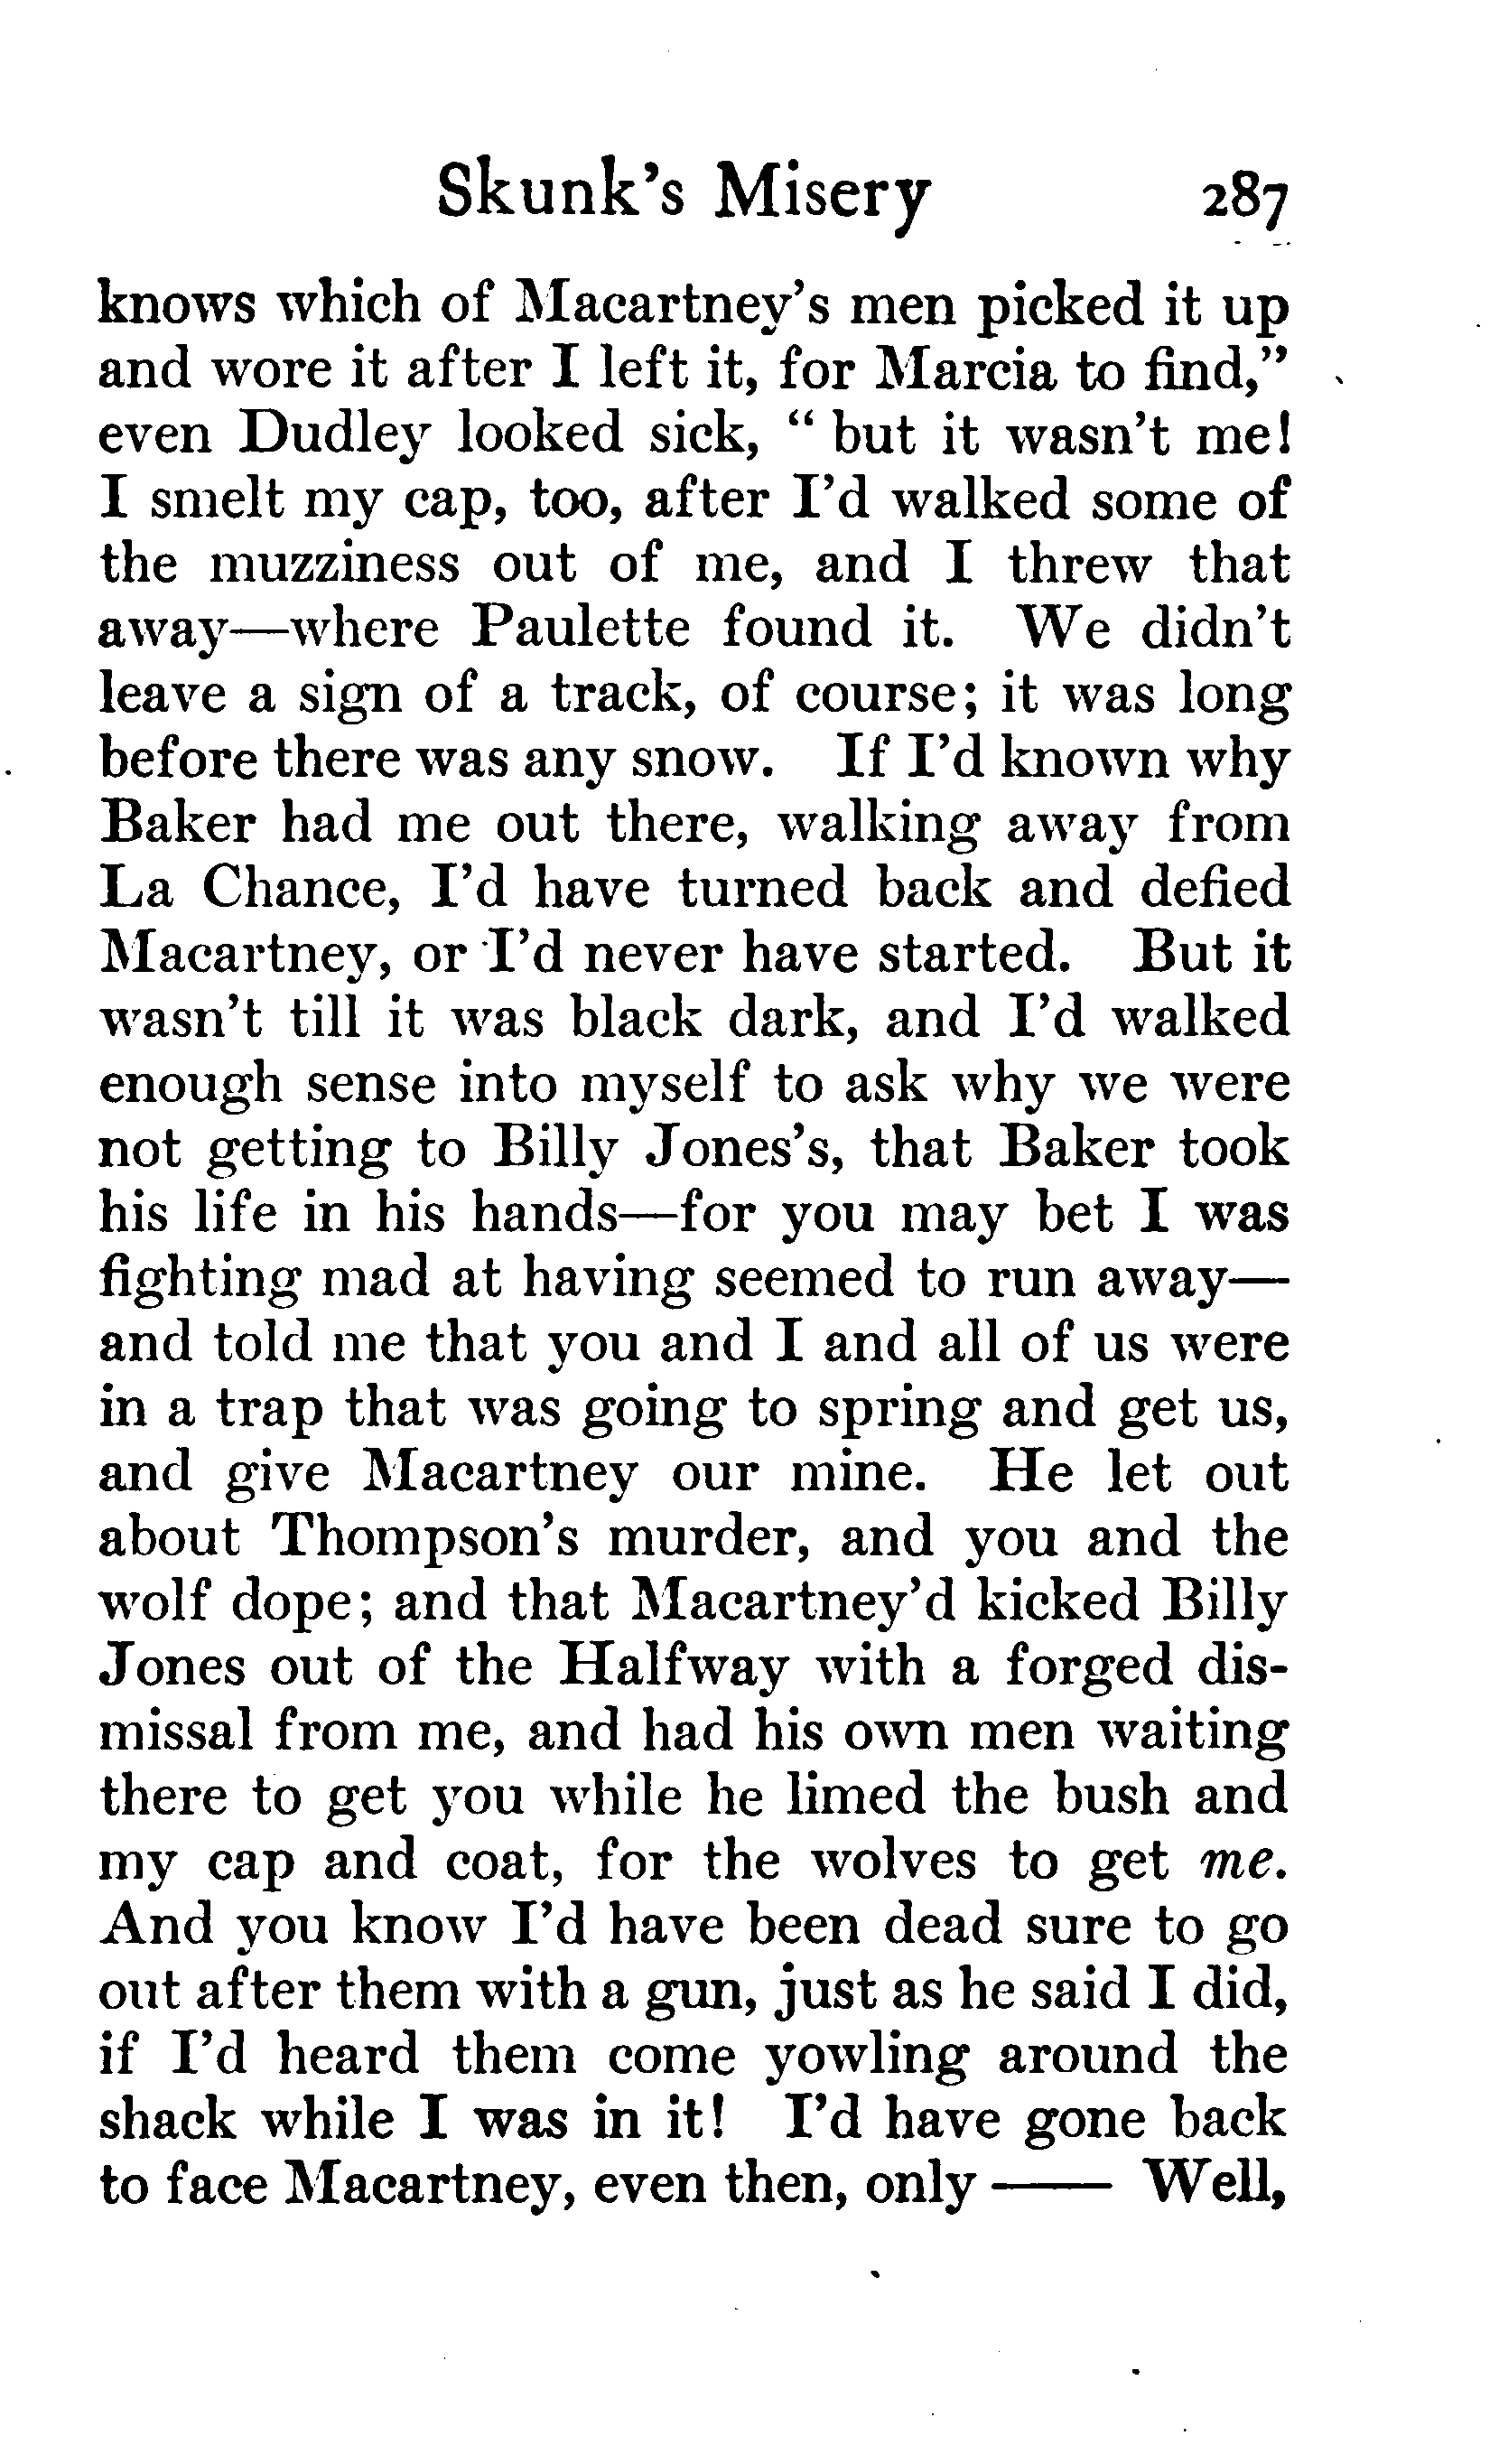 Skunk's Misery 287
knows which of Macartney's men picked it up
and wore it after I left it, for Marcia to find,"
even Dudley looked sick, " but it wasn't me!
I smelt my cap, too, after I'd walked some of
the muzziness out of me, and I threw that
away—where Paulette found it. We didn't
leave a sign of a track, of course; it was long
before there was any snow. If I'd known why
Baker had me out there, walking away from
La Chance, I'd have turned back and defied
Macartney, or I'd never have started. But it
wasn't till it was black dark, and I'd walked
enough sense into myself to ask why we were
not getting to Billy Jones's, that Baker took
his life in his hands—for you may bet I was
fighting mad at having seemed to run away—
and told me that you and I and all of us were
in a trap that was going to spring and get us,
and give Macartney our mine. He let out
about Thompson's murder, and you and the
wolf dope; and that Macartney'd kicked Billy
Jones out of the Halfway with a forged dis-
missal from me, and had his own men waiting
there to get you while he limed the bush and
my cap and coat, for the wolves to get me.
And you know I'd have been dead sure to go
out after them with a gun, just as he said I did,
if I'd heard them come yowling around the
shack while I was in it! I'd have gone back
to face Macartney, even then, only —— Well,